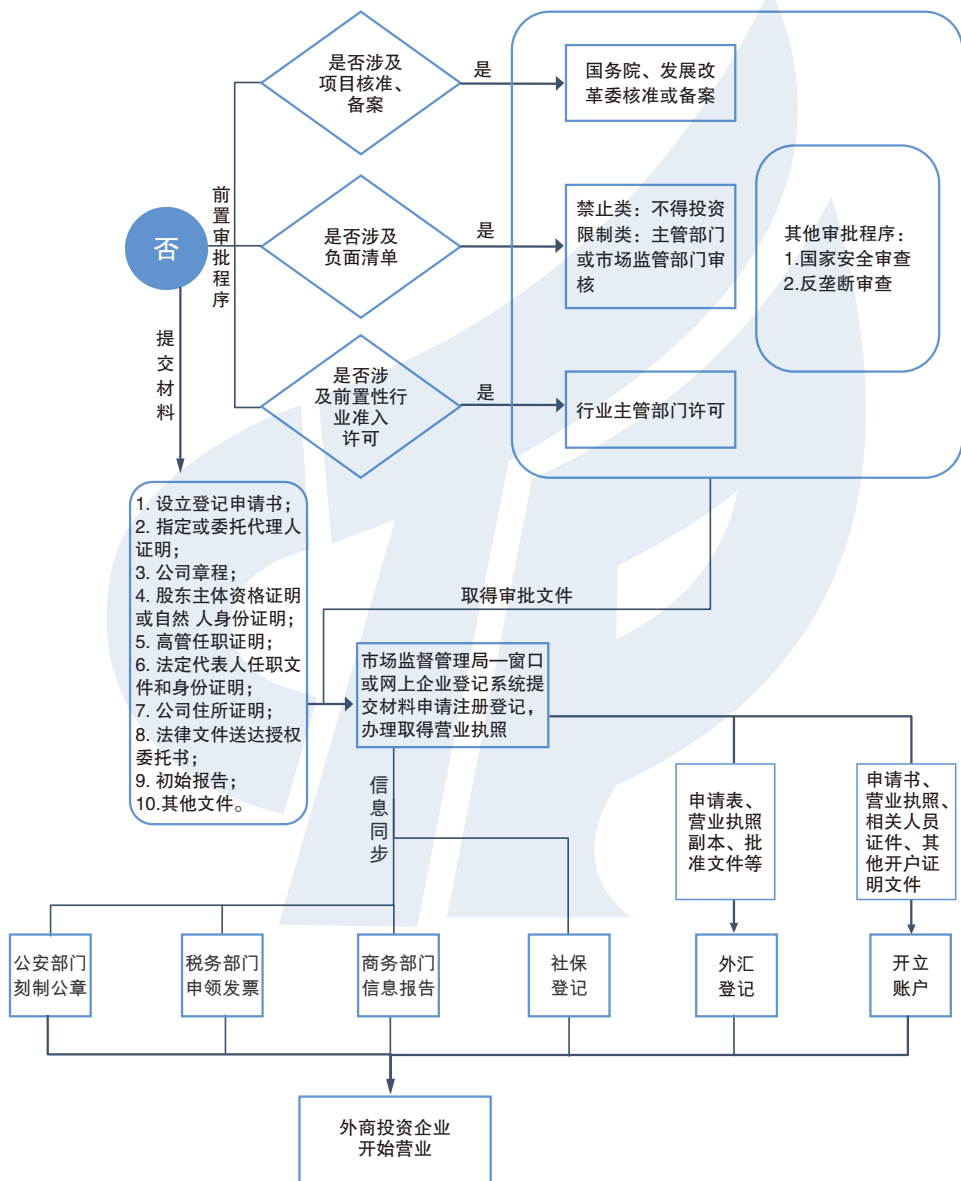 是否涉及
项目核准、
备案
是
国务院、发展改
革委核准或备案
前置审批程序
否
是否涉及
负面清单
是
禁止类：不得投资
限制类：主管部门
或市场监管部门审
核
其他审批程序：
1.国家安全审查
2.反垄断审查
提交材料
是否涉
及前置性行
业准入
许可
是
行业主管部门许可
1. 设立登记申请书；
2. 指定或委托代理人
证明；
3. 公司章程；
4. 股东主体资格证明
或自然 人身份证明；
5. 高管任职证明；
6. 法定代表人任职文
件和身份证明；
7. 公司住所证明；
8. 法律文件送达授权
委托书；
9. 初始报告；
10.其他文件。
取得审批文件
市场监督管理局一窗口
或网上企业登记系统提
交材料申请注册登记，
办理取得营业执照
信息同步
申请表、
营业执照
副本、批
准文件等
申请书、
营业执照、
相关人员
证件、其
他开户证
明文件
公安部门
刻制公章
税务部门
申领发票
商务部门
信息报告
社保
登记
外汇
登记
开立
账户
外商投资企业
开始营业